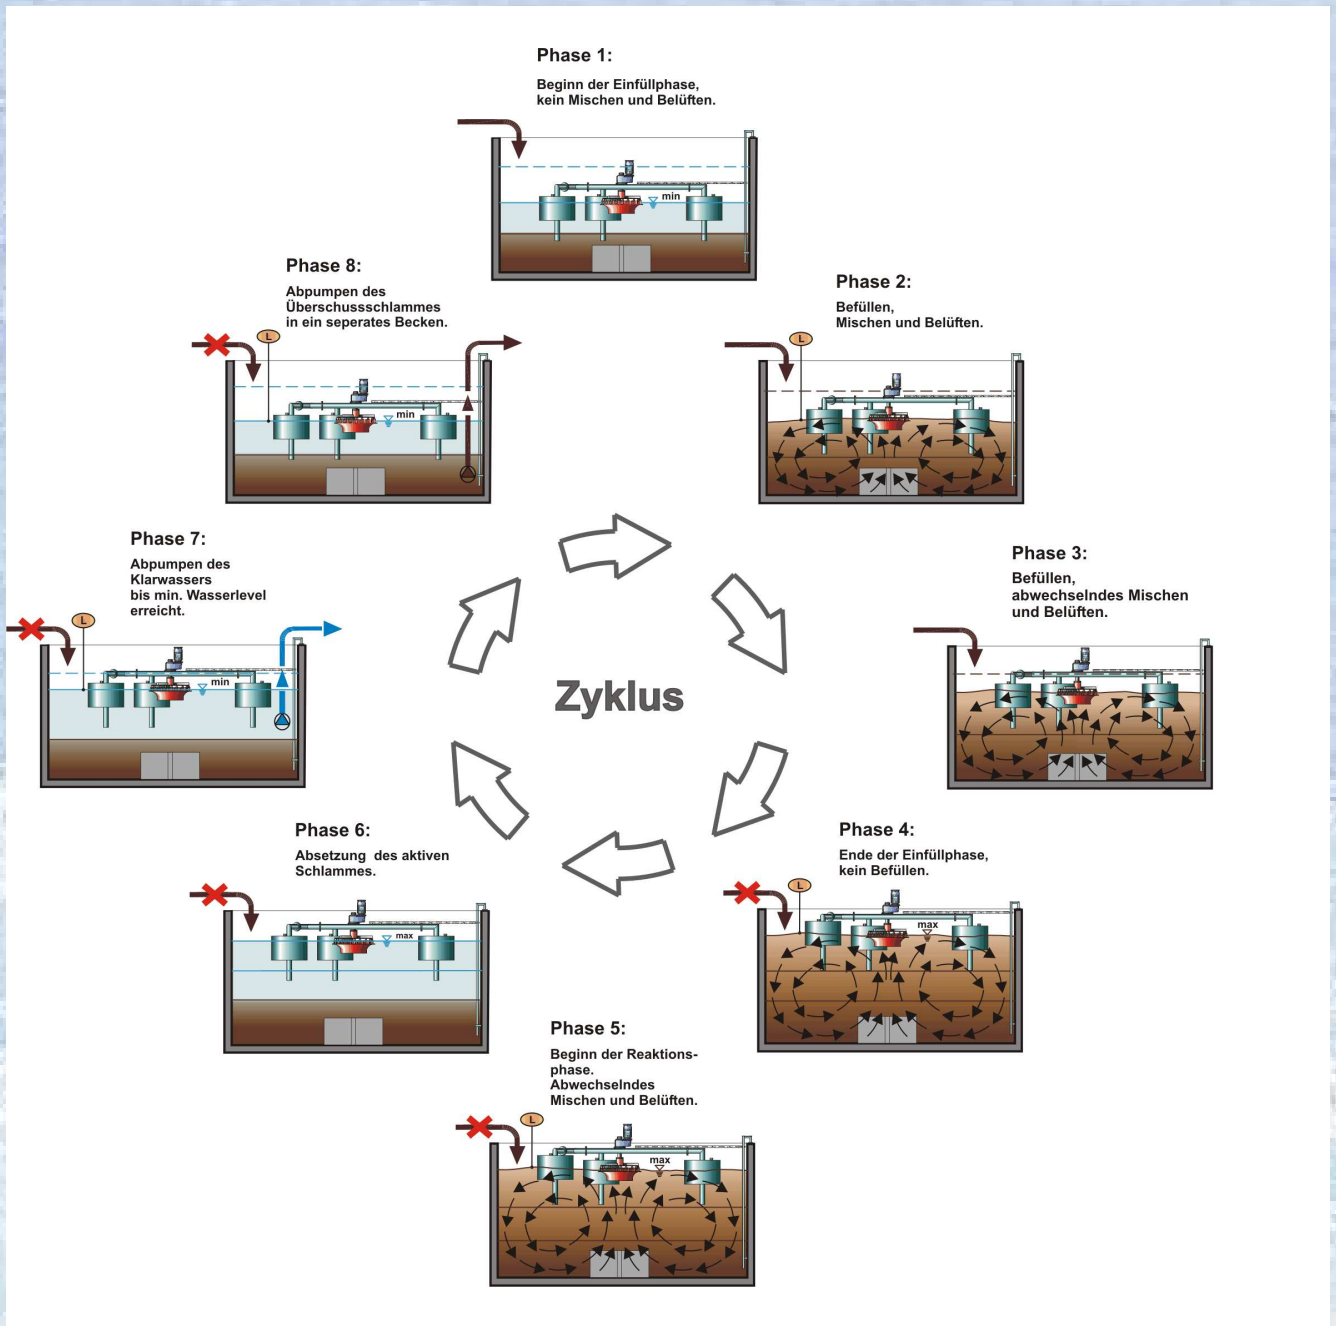 Phase 1:
Beginn der Einfüllphase,
kein Mischen und Belüften.
min
Phase 2:
Befüllen,
Mischen und Belüften.
L
Phase 3:
Befüllen,
abwechselndes Mischen
und Belüften.
Phase 4:
Ende der Einfüllphase,
kein Befüllen.
L
max
Phase 5:
Beginn der Reaktions-
phase.
Abwechselndes
Mischen und Belüften.
L
max
Phase 6:
Absetzung des aktiven
Schlammes.
max
Phase 7:
Abpumpen des
Klarwassers
bis min. Wasserlevel
erreicht.
L
min
Phase 8:
Abpumpen des
Überschussschlammes
in ein seperates Becken.
L
min
Zyklus